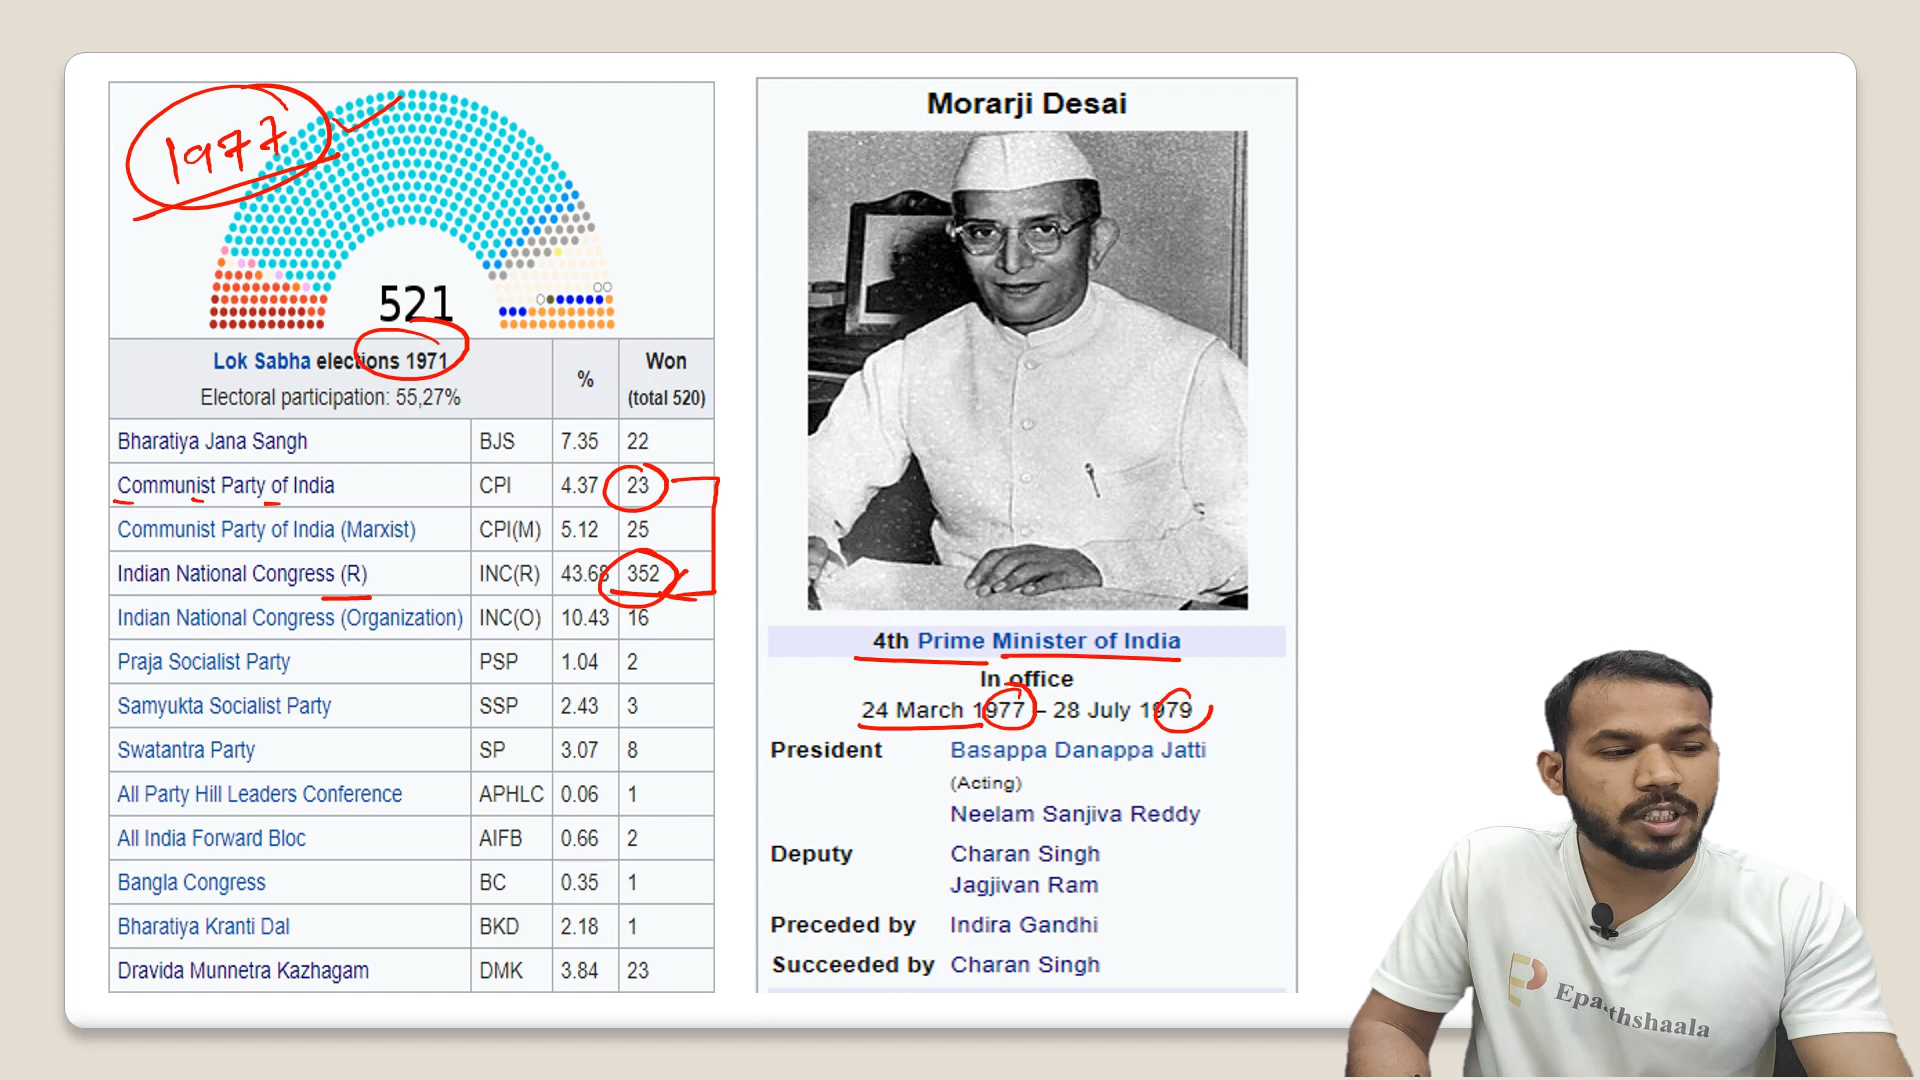 1977
521
Lok Sabha elections 1971
Electoral participation: 55,27%
%
Won
(total 520)
Bharatiya Jana Sangh BJS 7.35 22
Communist Party of India CPI 4.37 23
Communist Party of India (Marxist) CPI(M) 5.12 25
Indian National Congress (R) INC(R) 43.68 352
Indian National Congress (Organization) INC(O) 10.43 16
Praja Socialist Party PSP 1.04 2
Samyukta Socialist Party SSP 2.43 3
Swatantra Party SP 3.07 8
All Party Hill Leaders Conference APHLC 0.06 1
All India Forward Bloc AIFB 0.66 2
Bangla Congress BC 0.35 1
Bharatiya Kranti Dal BKD 2.18 1
Dravida Munnetra Kazhagam DMK 3.84 23
Morarji Desai
4th Prime Minister of India
In office
24 March 1977 – 28 July 1979
President Basappa Danappa Jatti
(Acting)
Neelam Sanjiva Reddy
Deputy Charan Singh
Jagjivan Ram
Preceded by Indira Gandhi
Succeeded by Charan Singh
Epathshaala